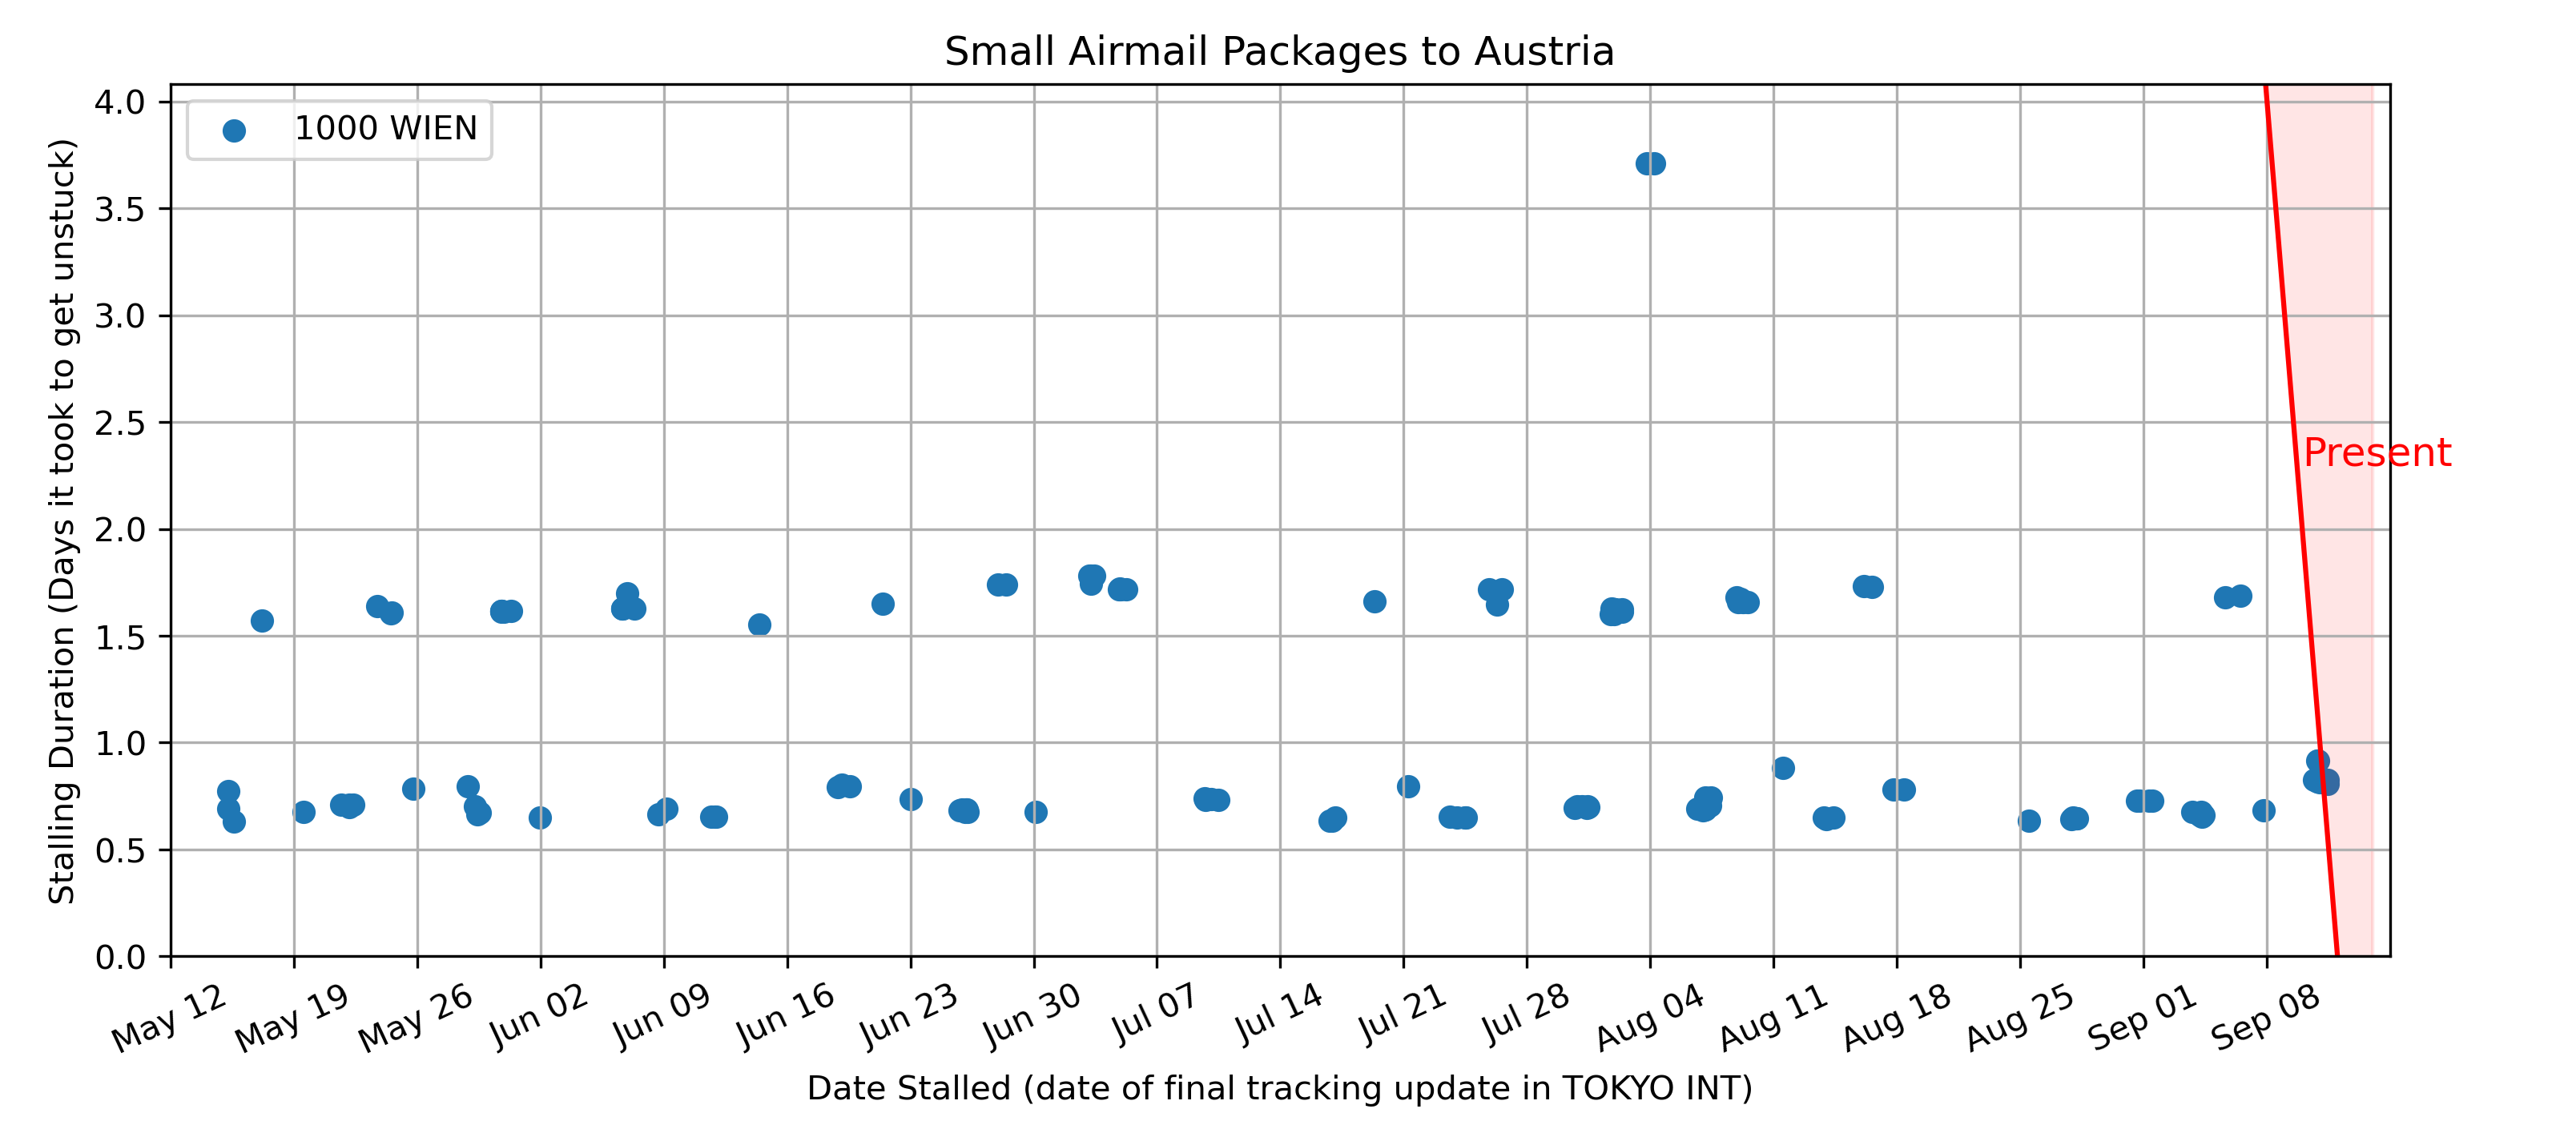 Small Airmail Packages to Austria
1000 WIEN
Stalling Duration (Days it took to get unstuck)
4.0
3.5
3.0
2.5
2.0
1.5
1.0
0.5
0.0
Present
May 12
May 19
May 26
Jun 02
Jun 09
Jun 16
Jun 23
Jun 30
Jul 07
Jul 14
Jul 21
Jul 28
Aug 04
Aug 11
Aug 18
Aug 25
Sep 01
Sep 08
Date Stalled (date of final tracking update in TOKYO INT)